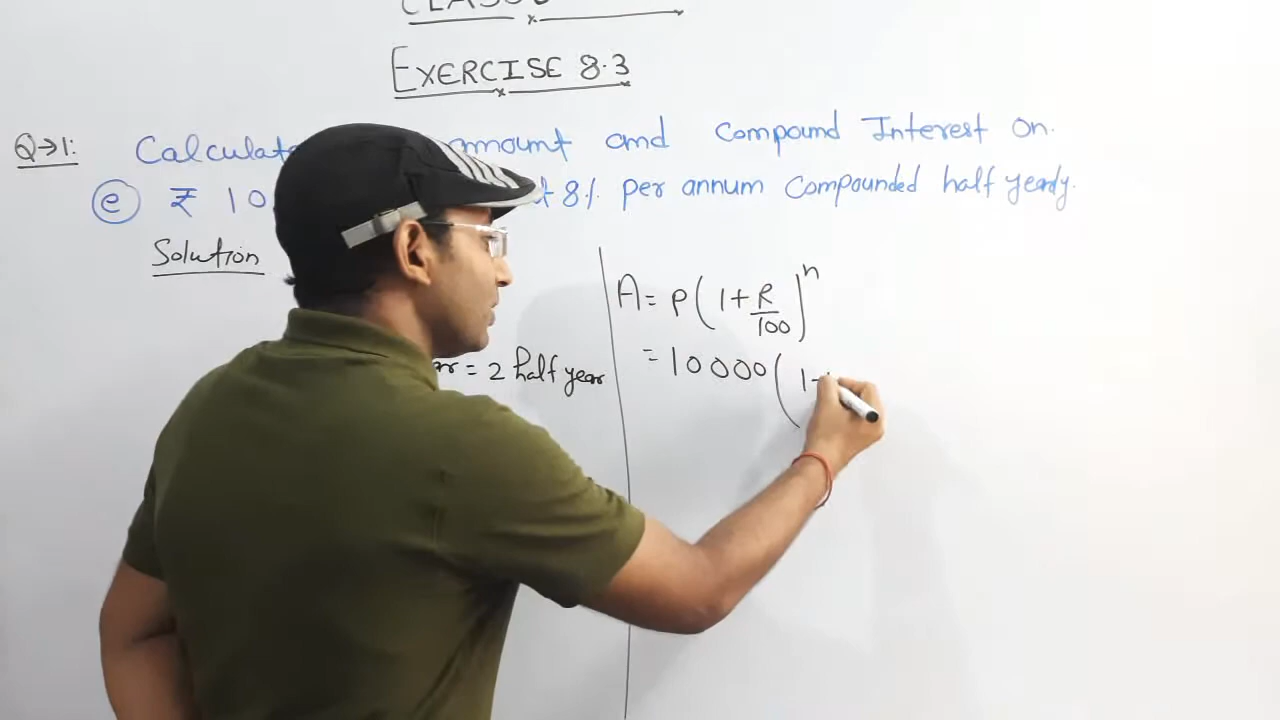 EXERCISE 8.3
Q→1: Calculate amount and Compound Interest on.
(e) ₹ 10 8% per annum Compounded half yearly.
Solution
A = P(1 + R/100)^n
= 2 half year
= 10000(1